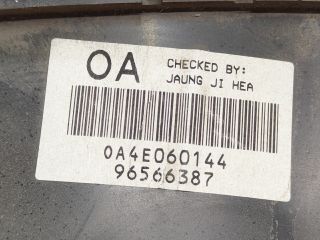 OA
CHECKED BY:
JAUNG JI HEA
0A4E060144
96566387